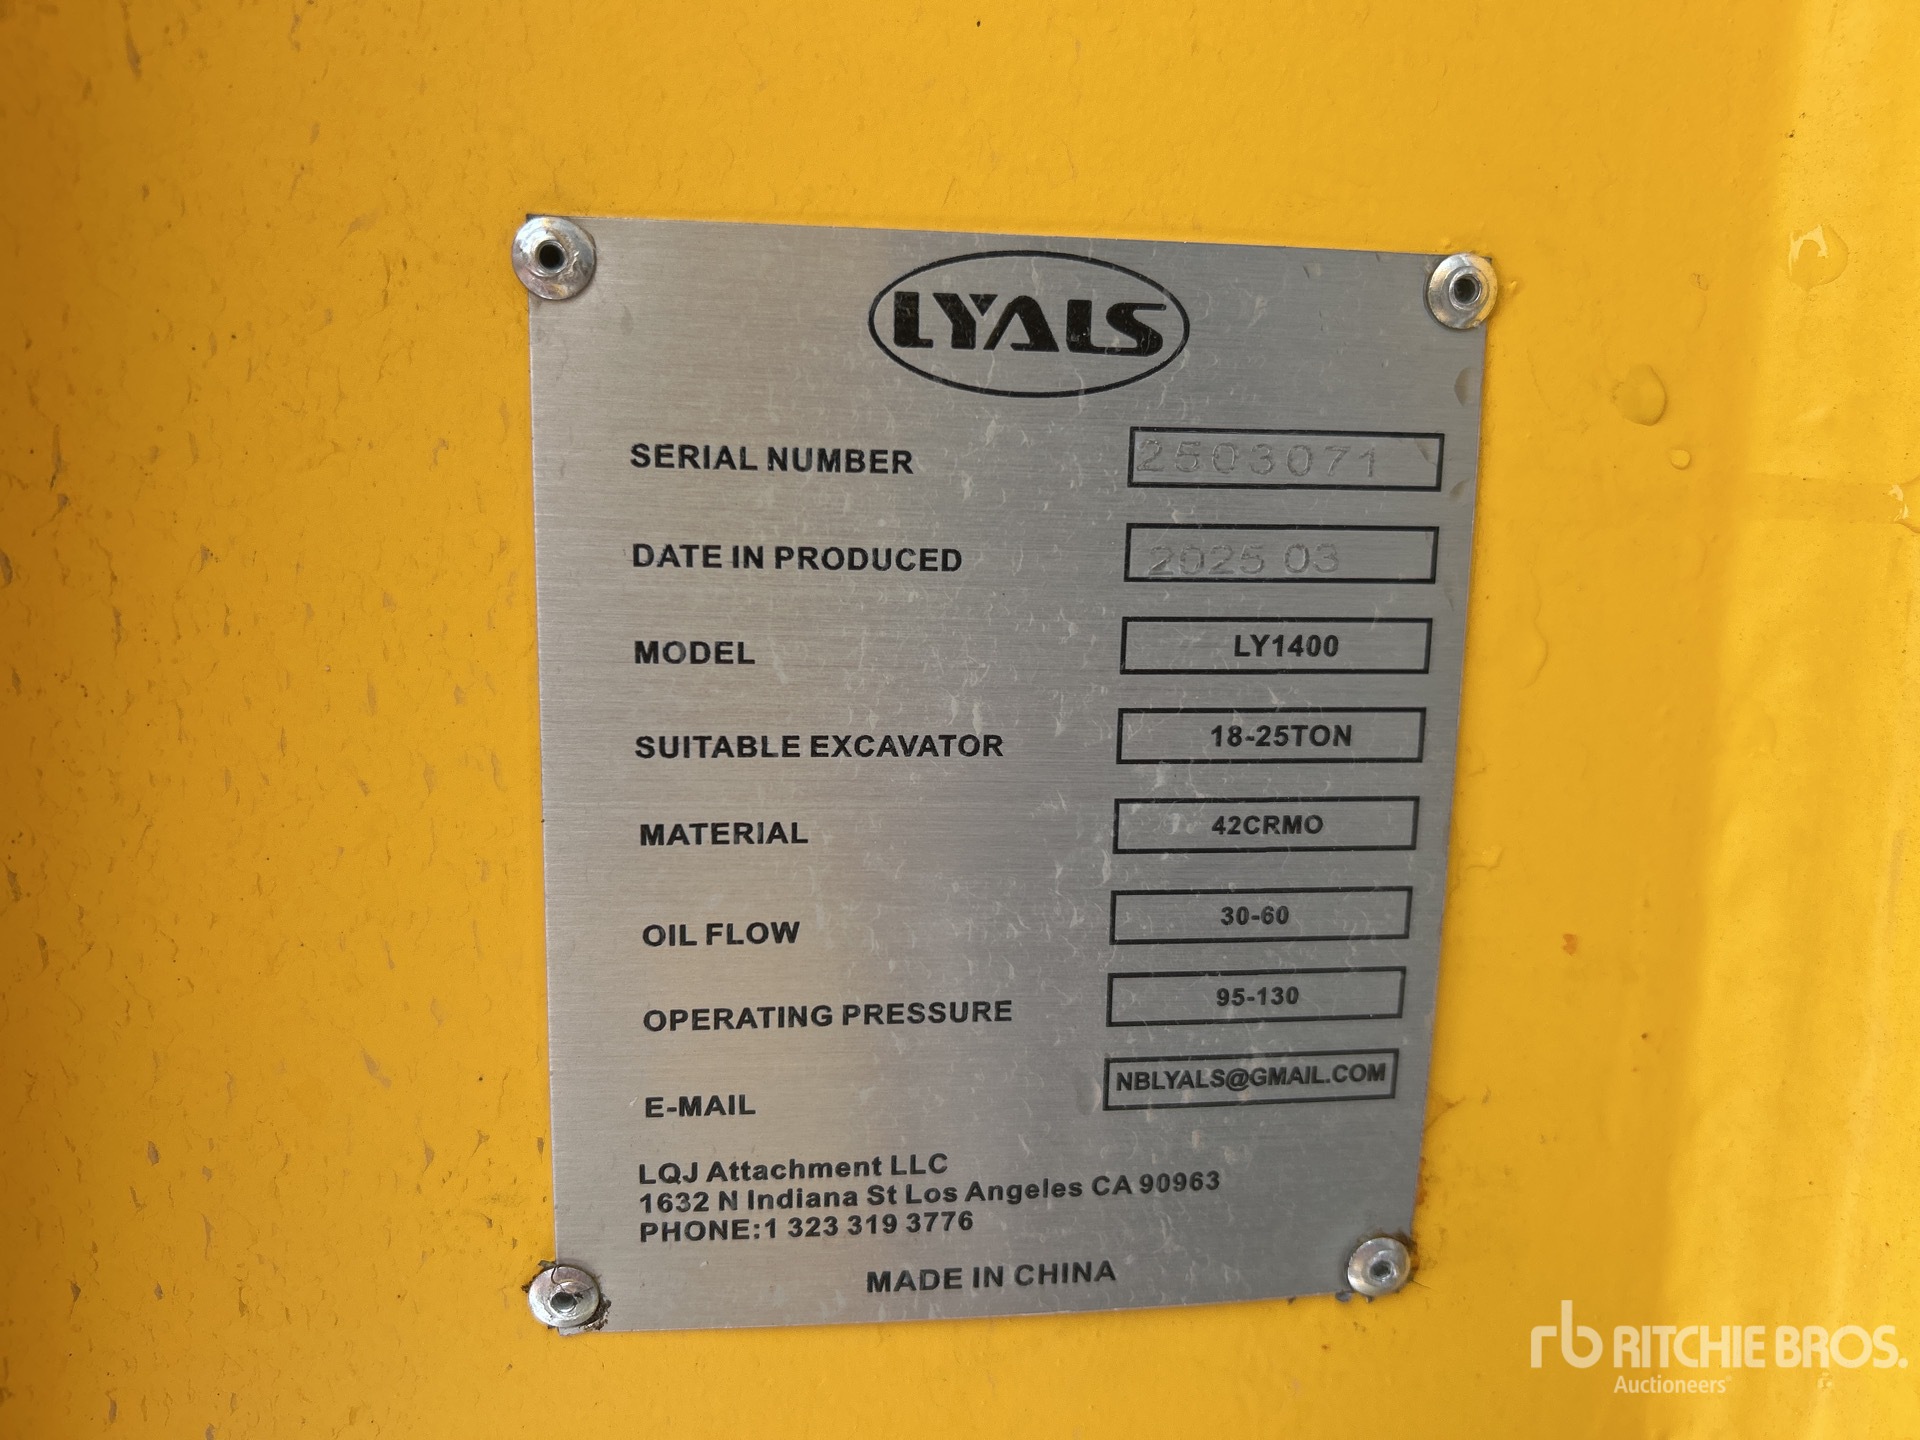 LYALS
SERIAL NUMBER 2503071
DATE IN PRODUCED 2025 03
MODEL LY1400
SUITABLE EXCAVATOR 18-25TON
MATERIAL 42CRMO
OIL FLOW 30-60
OPERATING PRESSURE 95-130
E-MAIL NBLYALS@GMAIL.COM
LQJ Attachment LLC
1632 N Indiana St Los Angeles CA 90963
PHONE:1 323 319 3776
MADE IN CHINA
rb RITCHIE BROS.
Auctioneers